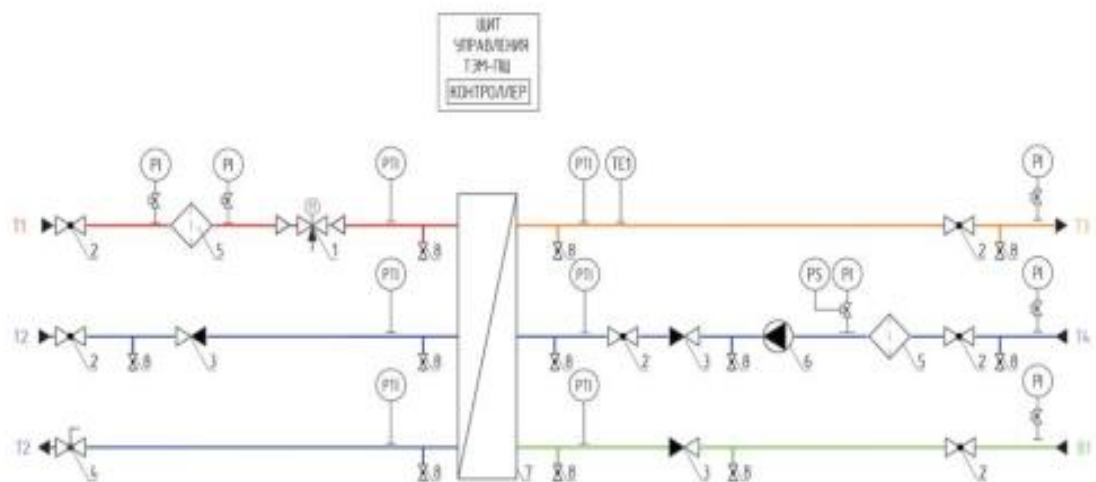 ЩИТ
УПРАВЛЕНИЯ
ТЭМ-ПЩ
КОНТРОЛЛЕР
PI PI PTI PTI TE1 PI
T1 T3
2 5 1 8 8 2 8
PTI PTI PS PI PI
T2 T4
2 8 3 8 8 2 3 8 6 5 2 8
PTI PTI PI
T2 В1
4 8 7 8 3 8 2